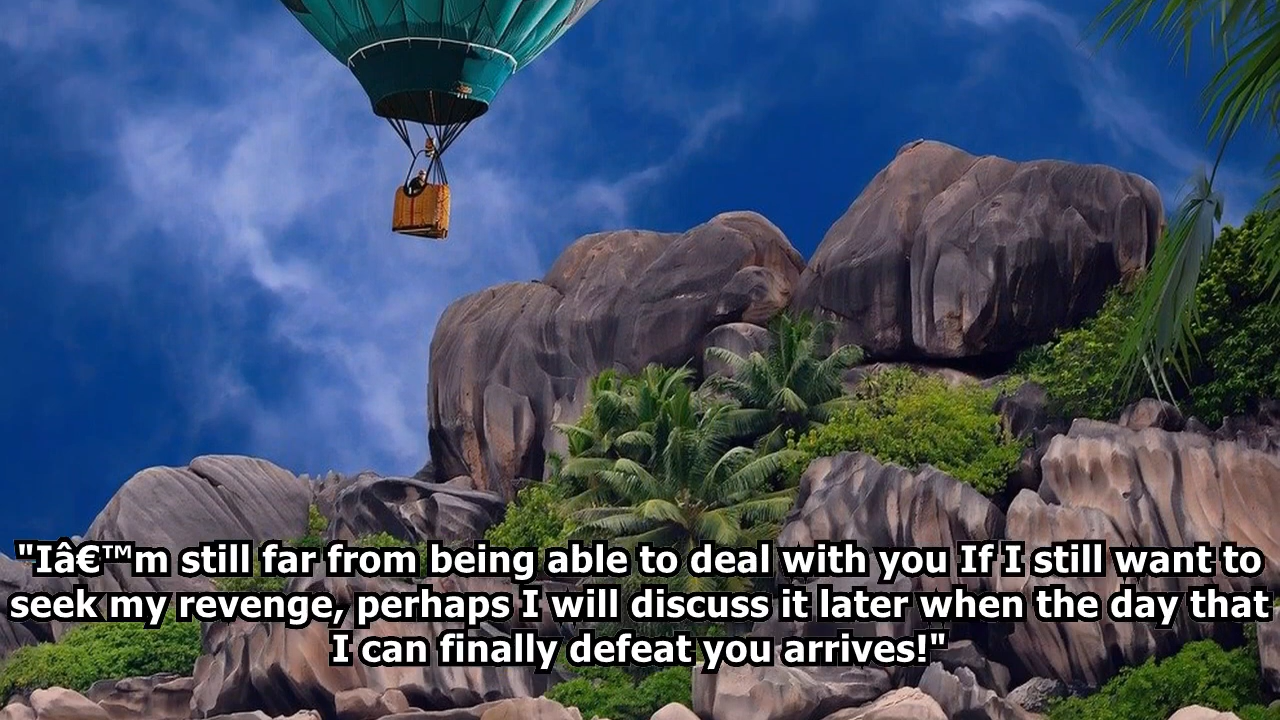 "Iâ€™m still far from being able to deal with you If I still want to
seek my revenge, perhaps I will discuss it later when the day that
I can finally defeat you arrives!"